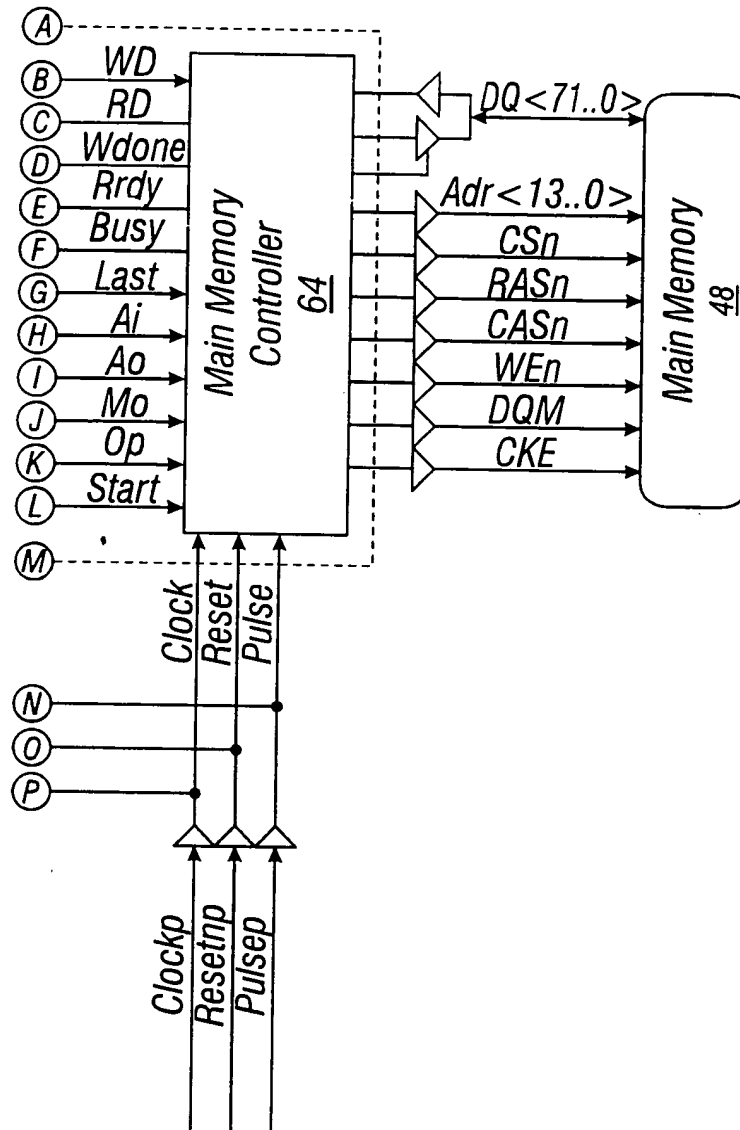 A
B WD
C RD
D Wdone
E Rrdy
F Busy
G Last
H Ai
I Ao
J Mo
K Op
L Start
M
Main Memory
Controller
64
DQ<71..0>
Adr<13..0>
CSn
RASn
CASn
WEn
DQM
CKE
Main Memory
48
Clock
Reset
Pulse
N
O
P
Clockp
Resetnp
Pulsep